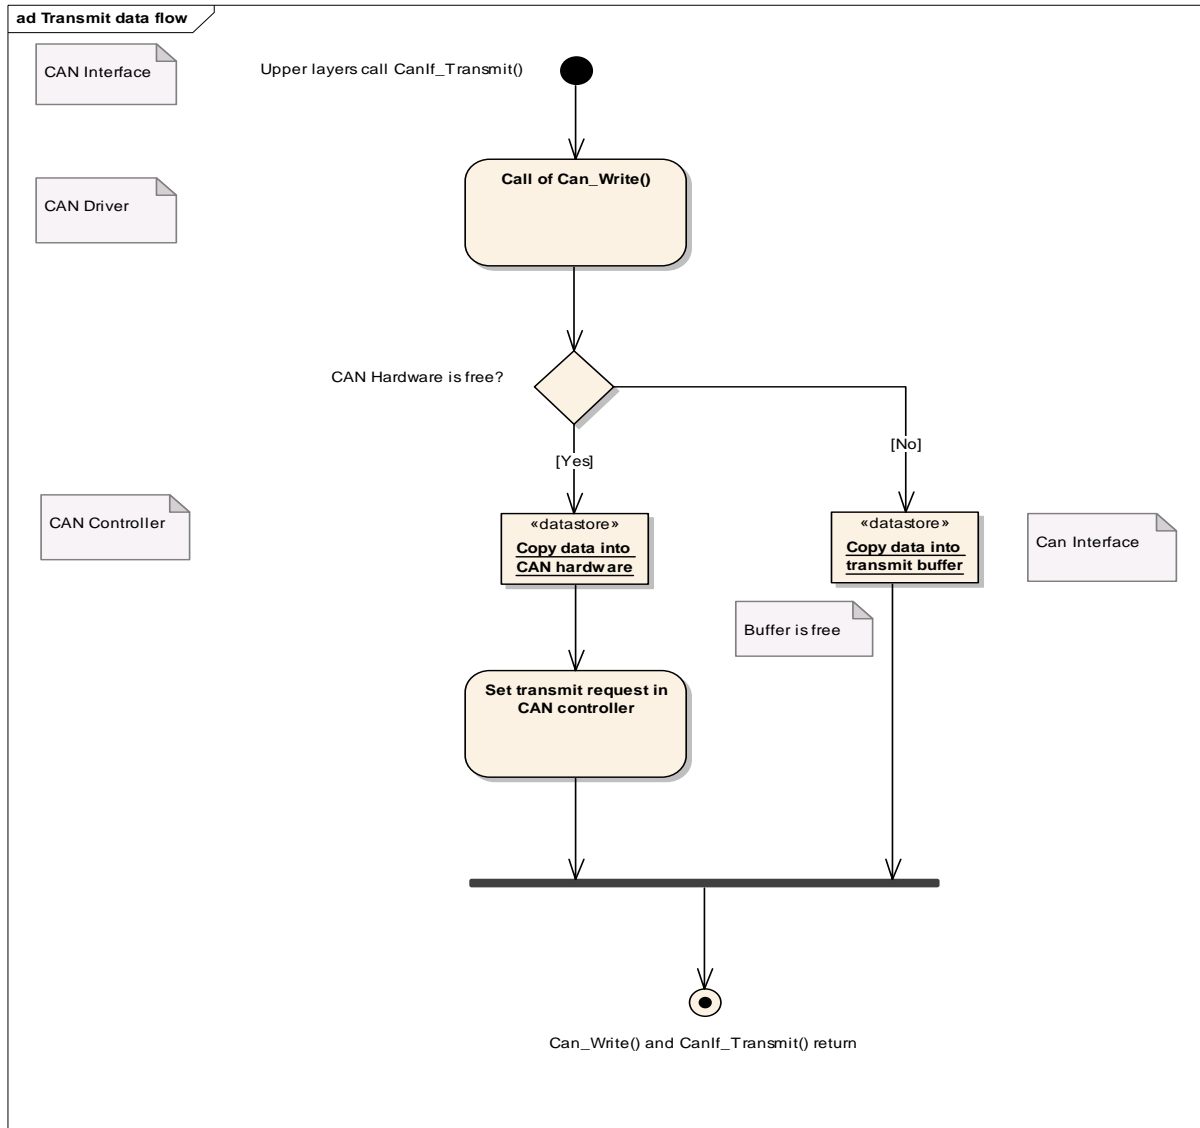 ad Transmit data flow
CAN Interface
Upper layers call CanIf_Transmit()
Call of Can_Write()
CAN Driver
CAN Hardware is free?
[Yes]
[No]
CAN Controller
«datastore»
Copy data into
CAN hardware
«datastore»
Copy data into
transmit buffer
Can Interface
Buffer is free
Set transmit request in
CAN controller
Can_Write() and CanIf_Transmit() return